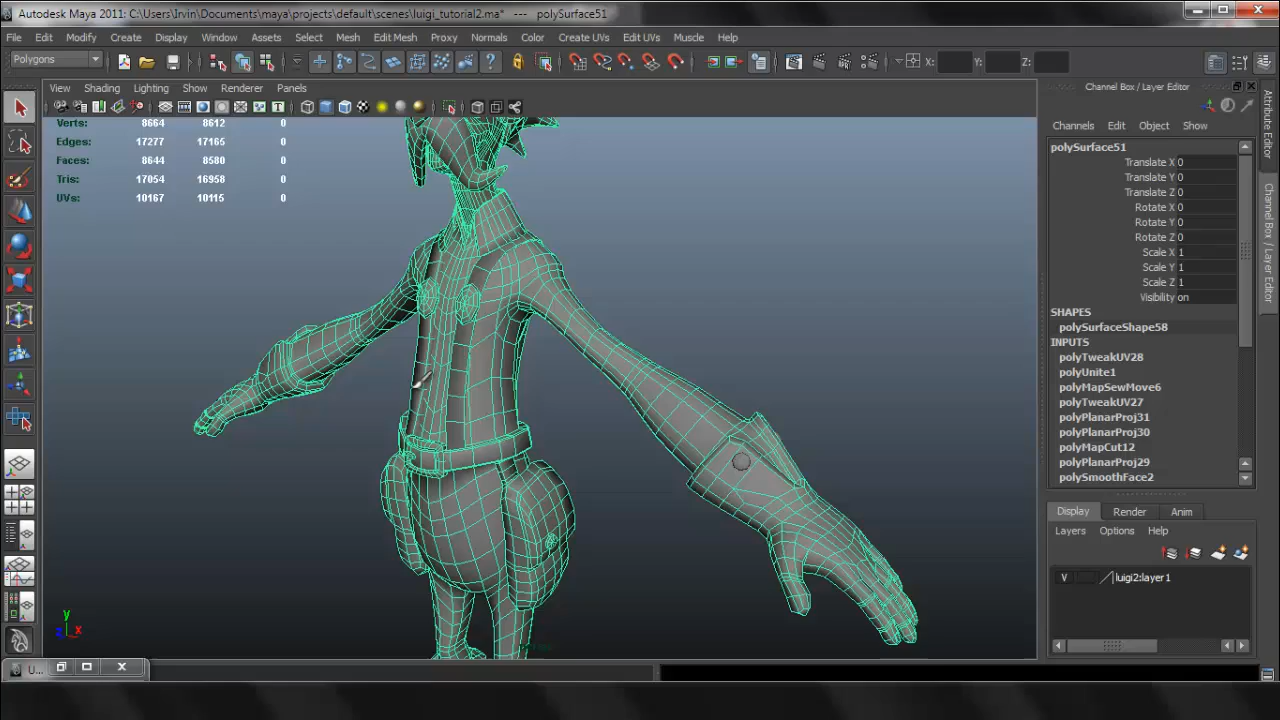 Autodesk Maya 2011: C:\Users\Irvin\Documents\maya\projects\default\scenes\luigi_tutorial2.ma* --- polySurface51
File Edit Modify Create Display Window Assets Select Mesh Edit Mesh Proxy Normals Color Create UVs Edit UVs Muscle Help
Polygons X: Y: Z:
View Shading Lighting Show Renderer Panels
Channel Box / Layer Editor
Channels Edit Object Show
Verts: 8664 8612 0
Edges: 17277 17165 0
Faces: 8644 8580 0
Tris: 17054 16958 0
UVs: 10167 10115 0
polySurface51
Translate X 0
Translate Y 0
Translate Z 0
Rotate X 0
Rotate Y 0
Rotate Z 0
Scale X 1
Scale Y 1
Scale Z 1
Visibility on
SHAPES
polySurfaceShape58
INPUTS
polyTweakUV28
polyUnite1
polyMapSewMove6
polyTweakUV27
polyPlanarProj31
polyPlanarProj30
polyMapCut12
polyPlanarProj29
polySmoothFace2
Attribute Editor
Channel Box / Layer Editor
Display Render Anim
Layers Options Help
V luigi2:layer1
y
z x
U...